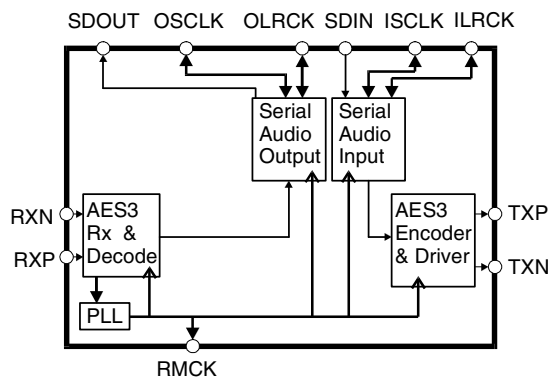 SDOUT OSCLK OLRCK SDIN ISCLK ILRCK
Serial
Audio
Output
Serial
Audio
Input
RXN
RXP
AES3
Rx &
Decode
AES3
Encoder
& Driver
TXP
TXN
PLL
RMCK